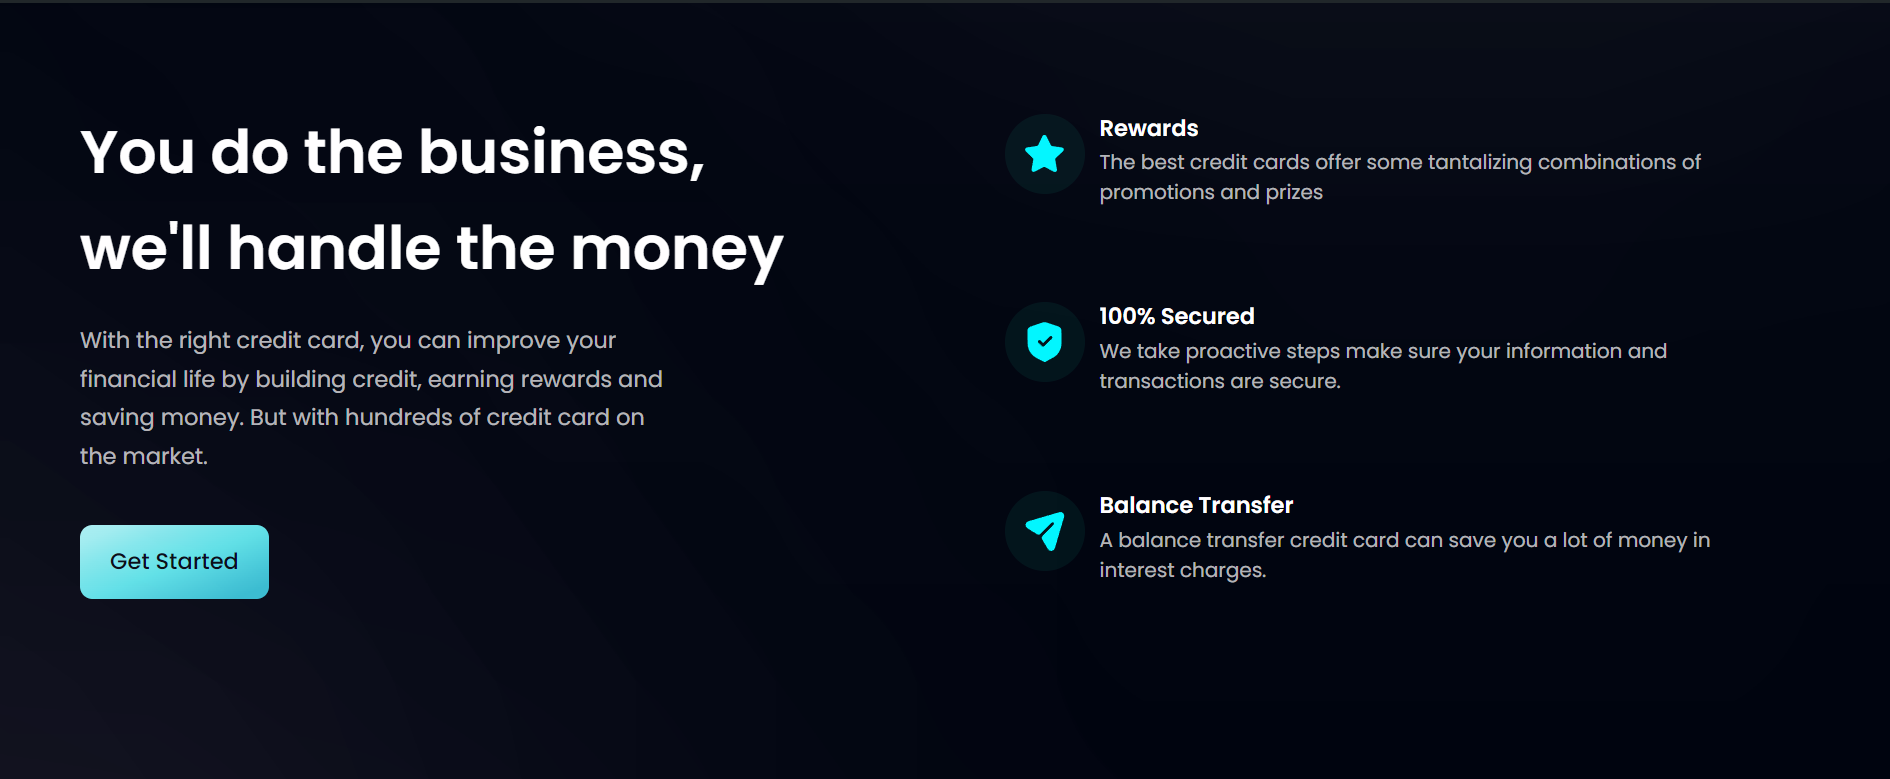 You do the business,
we'll handle the money
With the right credit card, you can improve your
financial life by building credit, earning rewards and
saving money. But with hundreds of credit card on
the market.
Get Started
Rewards
The best credit cards offer some tantalizing combinations of
promotions and prizes
100% Secured
We take proactive steps make sure your information and
transactions are secure.
Balance Transfer
A balance transfer credit card can save you a lot of money in
interest charges.